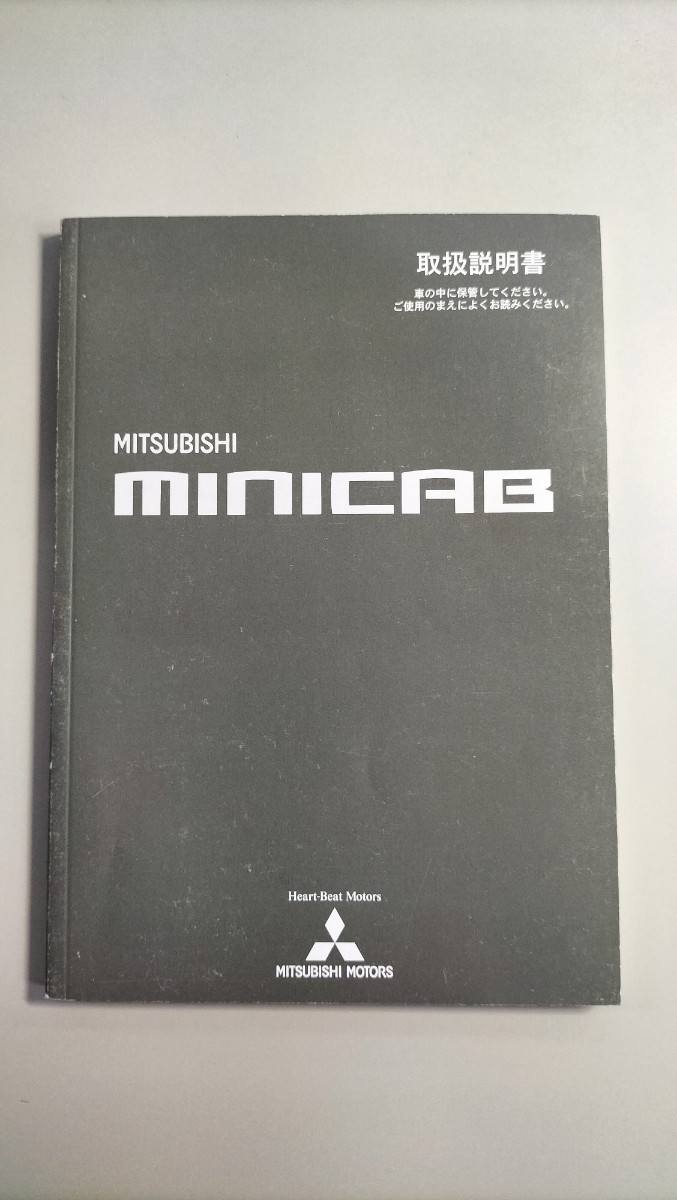 取扱説明書
車の中に保管してください。
ご使用のまえによくお読みください。
MITSUBISHI
MINICAB
Heart-Beat Motors
MITSUBISHI MOTORS